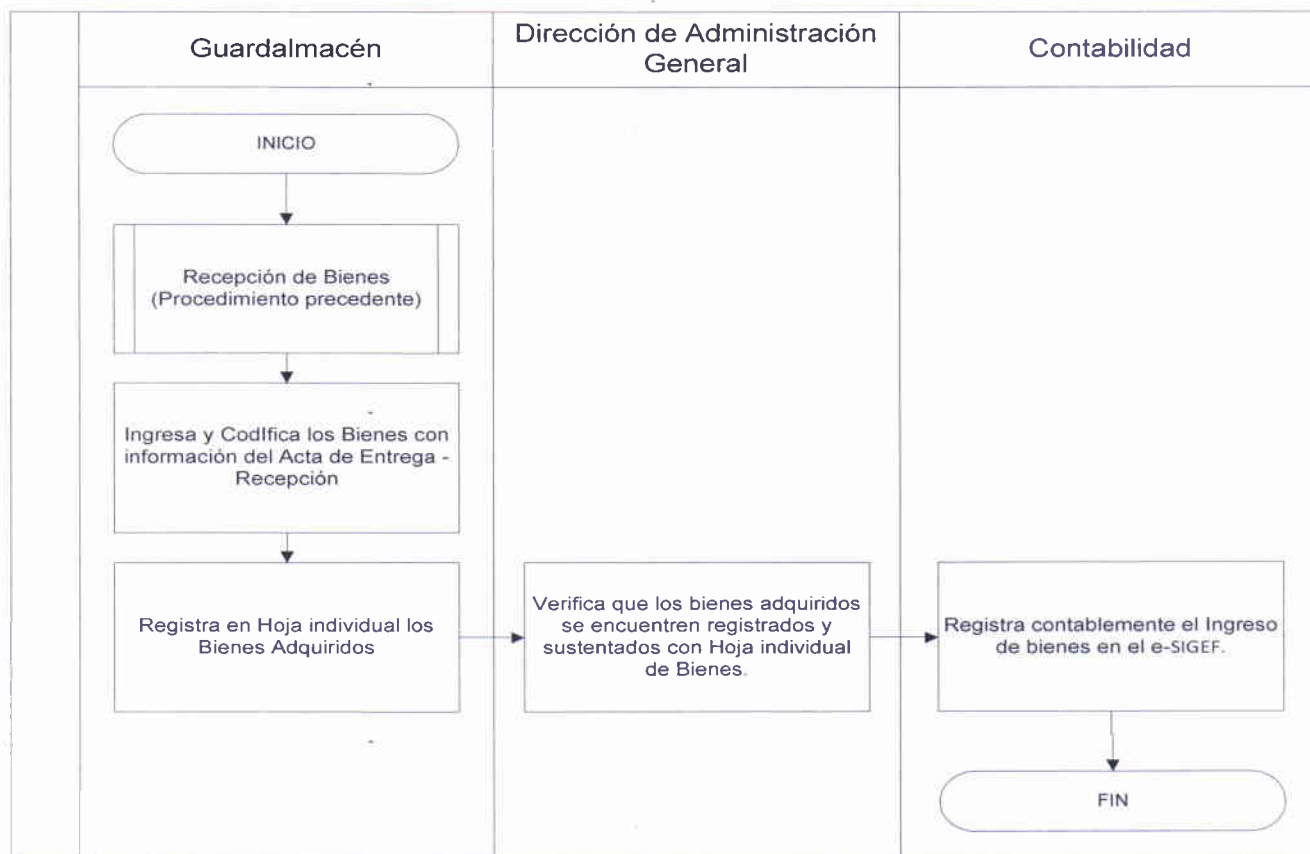 Guardalmacén
Dirección de Administración
General
Contabilidad
INICIO
Recepción de Bienes
(Procedimiento precedente)
Ingresa y CodIfica los Bienes con
información del Acta de Entrega -
Recepción
Registra en Hoja individual los
Bienes Adquiridos
Verifica que los bienes adquiridos
se encuentren registrados y
sustentados con Hoja individual
de Bienes.
Registra contablemente el Ingreso
de bienes en el e-SIGEF.
FIN